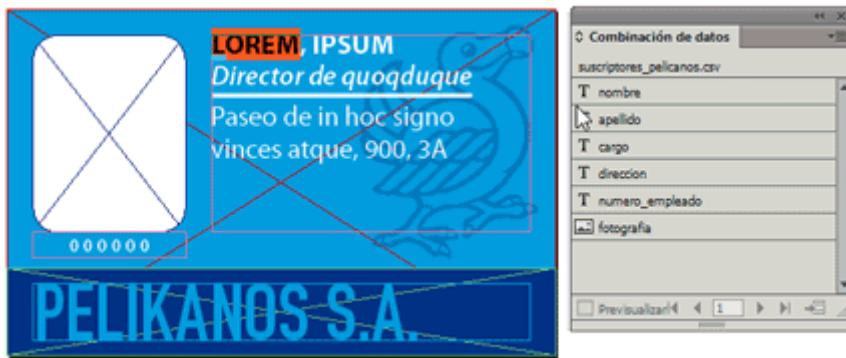 LOREM, IPSUM
Director de quoqduque
Paseo de in hoc signo
vinces atque, 900, 3A
000000
PELIKANOS S.A.
Combinación de datos
suscriptores_pelicanos.csv
T nombre
apellido
T cargo
T direccion
T numero_empleado
fotografia
Previsualizar
1